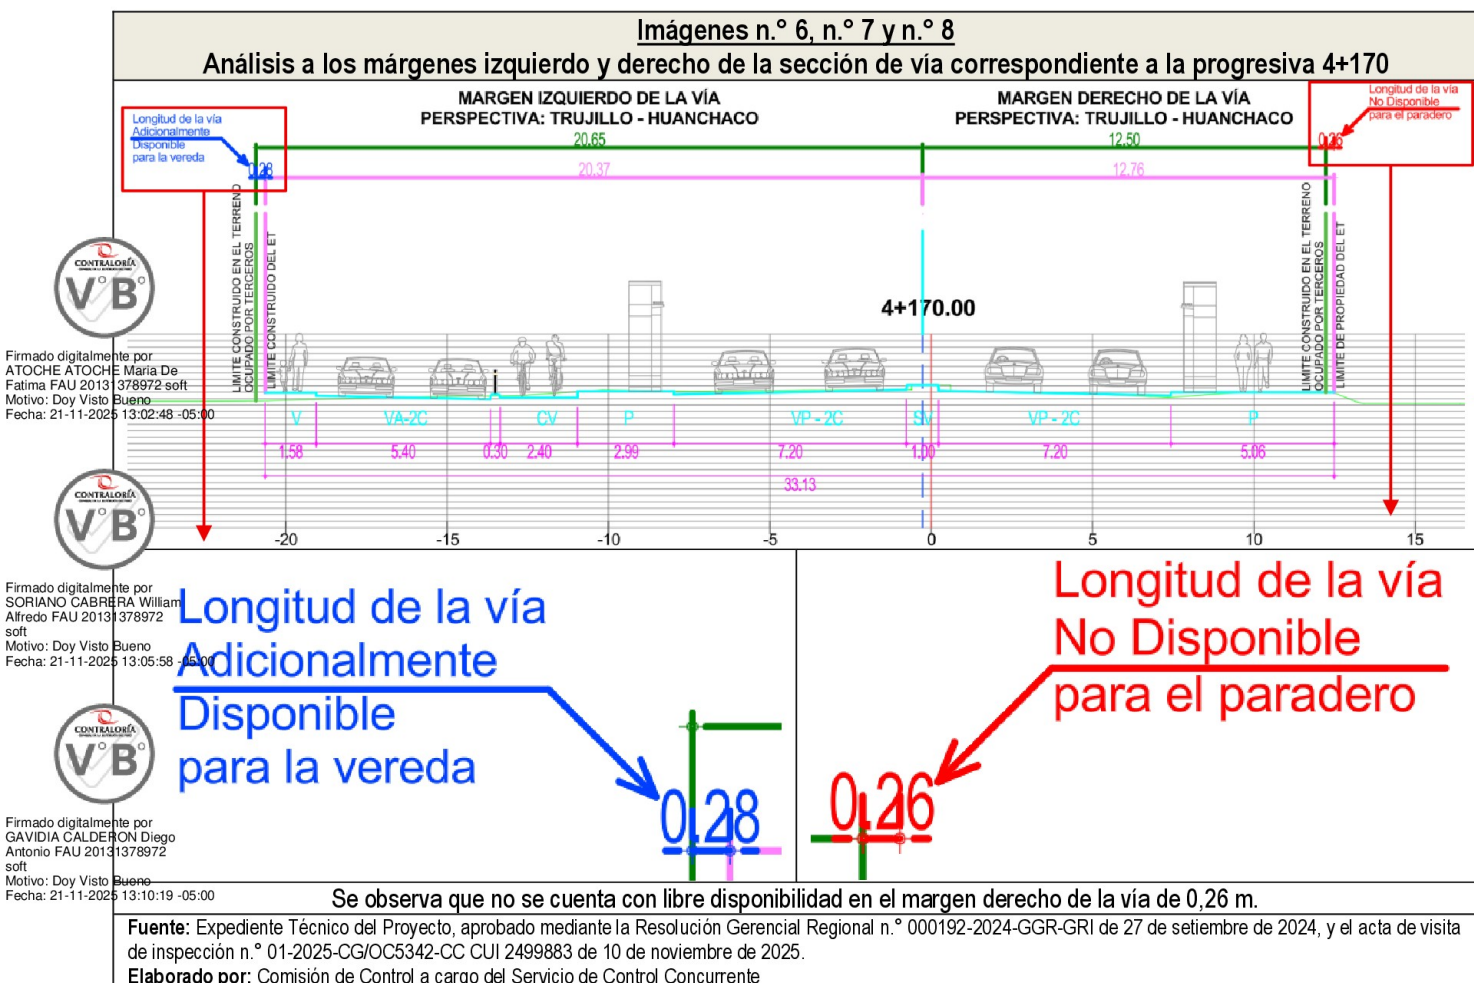 Imágenes n.° 6, n.° 7 y n.° 8
Análisis a los márgenes izquierdo y derecho de la sección de vía correspondiente a la progresiva 4+170
MARGEN IZQUIERDO DE LA VÍA
PERSPECTIVA: TRUJILLO - HUANCHACO
MARGEN DERECHO DE LA VÍA
PERSPECTIVA: TRUJILLO - HUANCHACO
Longitud de la vía
Adicionalmente
Disponible
para la vereda
Longitud de la vía
No Disponible
para el paradero
20.65
12.50
0.26
0.28
20.37
12.76
LIMITE CONSTRUIDO EN EL TERRENO
OCUPADO POR TERCEROS
LIMITE CONSTRUIDO DEL ET
LIMITE CONSTRUIDO EN EL TERRENO
OCUPADO POR TERCEROS
LIMITE DE PROPIEDAD DEL ET
4+170.00
V
VA-2C
CV
P
VP - 2C
SV
VP - 2C
P
1.58
5.40
0.30
2.40
2.99
7.20
1.00
7.20
5.06
33.13
-20
-15
-10
-5
0
5
10
15
CONTRALORÍA
V°B°
Firmado digitalmente por
ATOCHE ATOCHE Maria De
Fatima FAU 20131378972 soft
Motivo: Doy Visto Bueno
Fecha: 21-11-2025 13:02:48 -05:00
CONTRALORÍA
V°B°
Firmado digitalmente por
SORIANO CABRERA William
Alfredo FAU 20131378972
soft
Motivo: Doy Visto Bueno
Fecha: 21-11-2025 13:05:58 -05:00
CONTRALORÍA
V°B°
Firmado digitalmente por
GAVIDIA CALDERON Diego
Antonio FAU 20131378972
soft
Motivo: Doy Visto Bueno
Fecha: 21-11-2025 13:10:19 -05:00
Longitud de la vía
Adicionalmente
Disponible
para la vereda
0.28
Longitud de la vía
No Disponible
para el paradero
0.26
Se observa que no se cuenta con libre disponibilidad en el margen derecho de la vía de 0,26 m.
Fuente: Expediente Técnico del Proyecto, aprobado mediante la Resolución Gerencial Regional n.° 000192-2024-GGR-GRI de 27 de setiembre de 2024, y el acta de visita
de inspección n.° 01-2025-CG/OC5342-CC CUI 2499883 de 10 de noviembre de 2025.
Elaborado por: Comisión de Control a cargo del Servicio de Control Concurrente